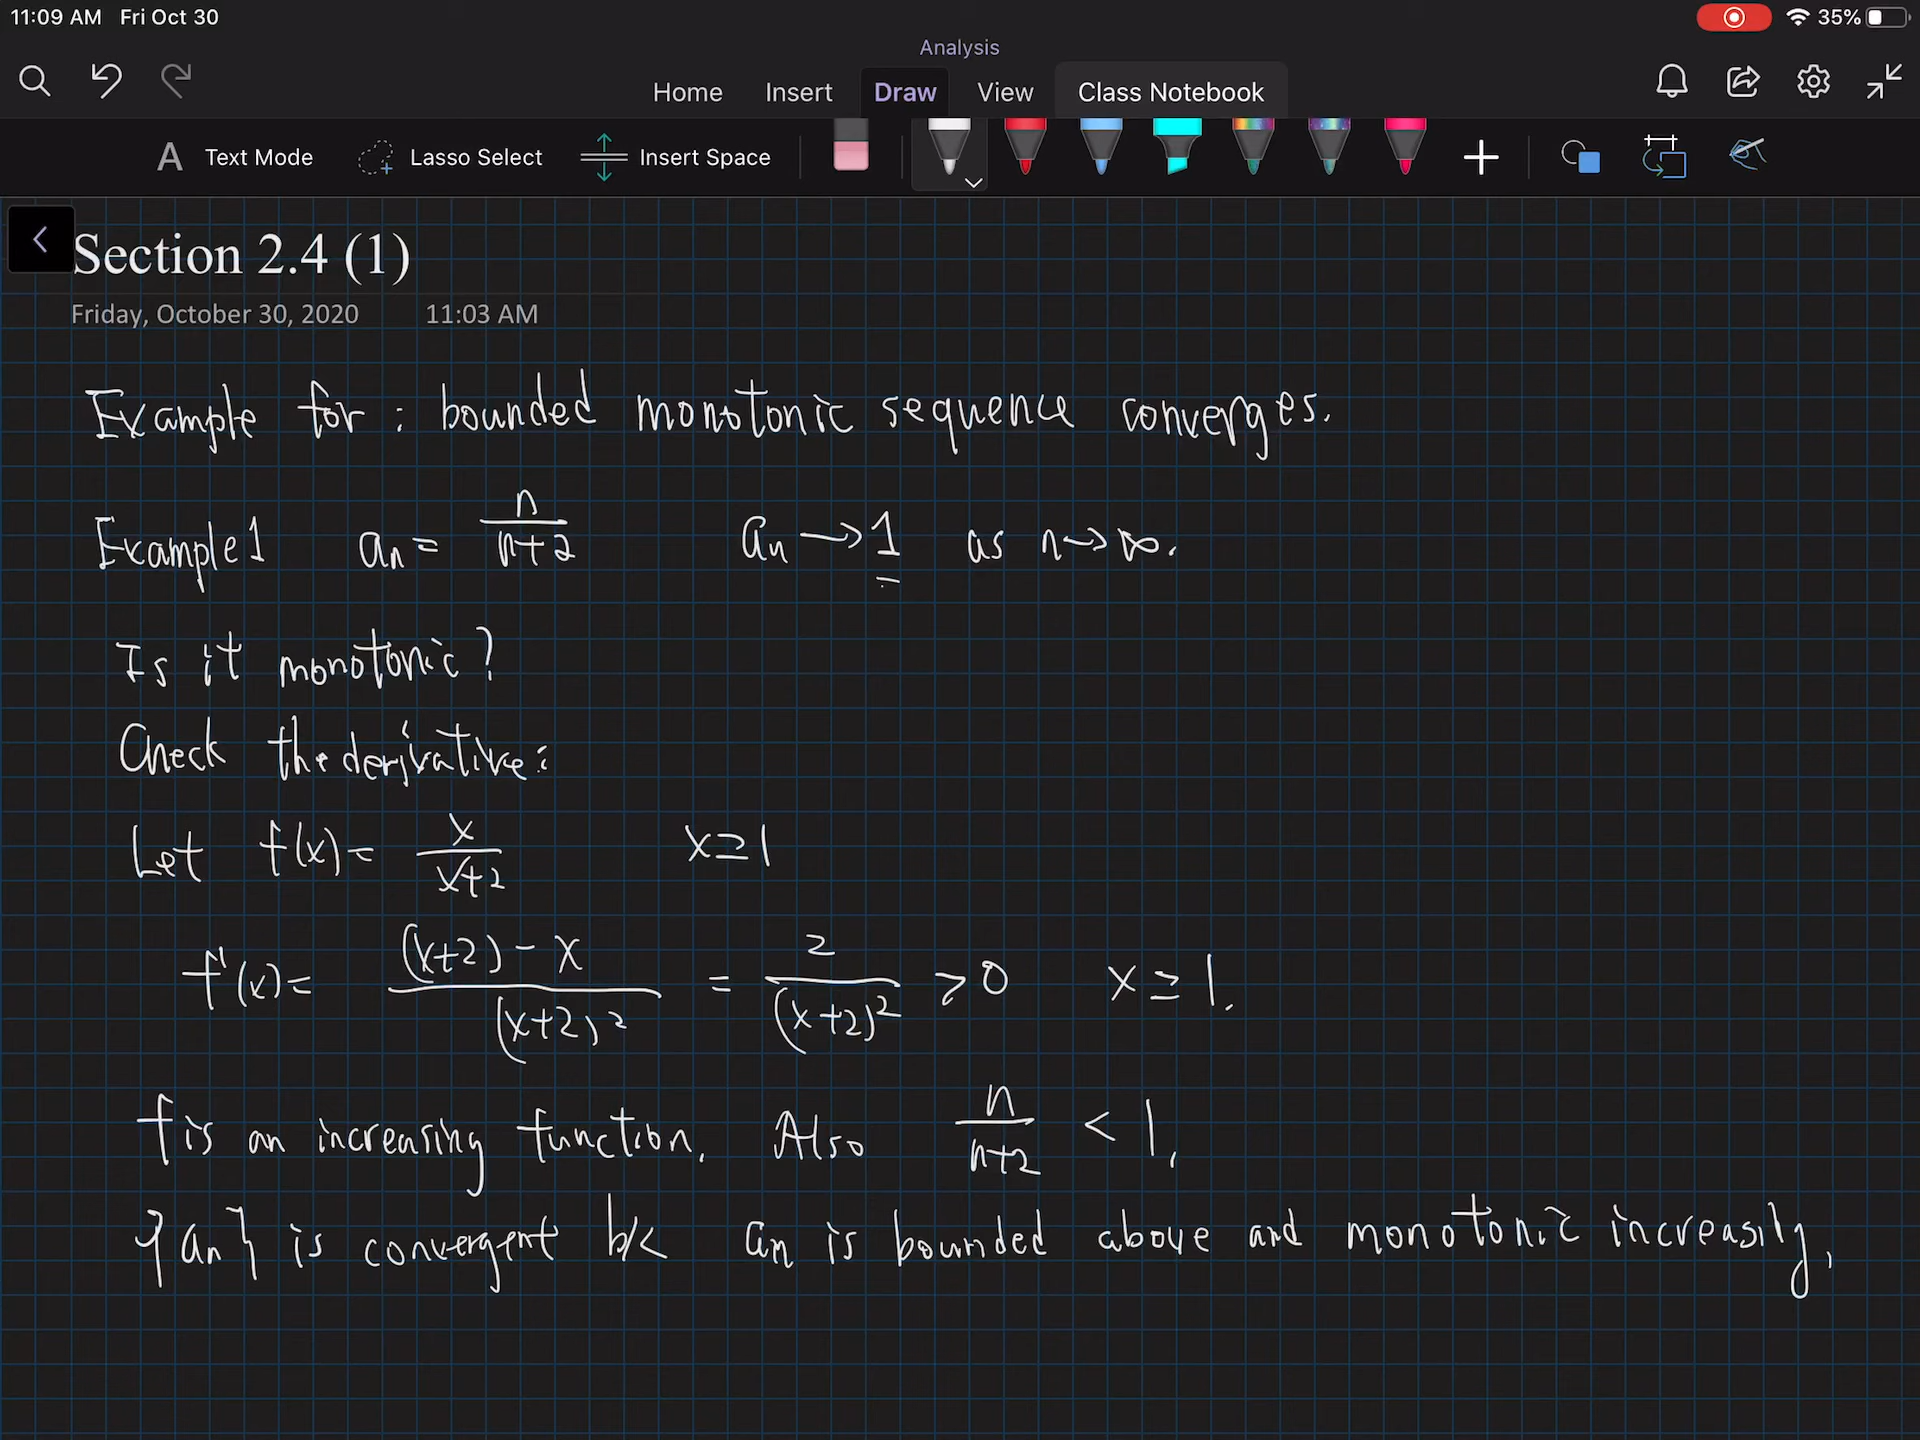 11:09 AM Fri Oct 30 35%
Analysis
Home Insert Draw View Class Notebook
A Text Mode Lasso Select Insert Space
Section 2.4 (1)
Friday, October 30, 2020 11:03 AM
Example for : bounded monotonic sequence converges.
Example 1 aₙ = n/(n+2) aₙ → 1 as n → ∞.
Is it monotonic?
Check the derivative:
Let f(x) = x/(x+2) x ≥ 1
f'(x) = ((x+2) - x)/(x+2)² = 2/(x+2)² > 0 x ≥ 1.
f is an increasing function. Also n/(n+2) < 1.
{aₙ} is convergent b/c aₙ is bounded above and monotonic increasily.